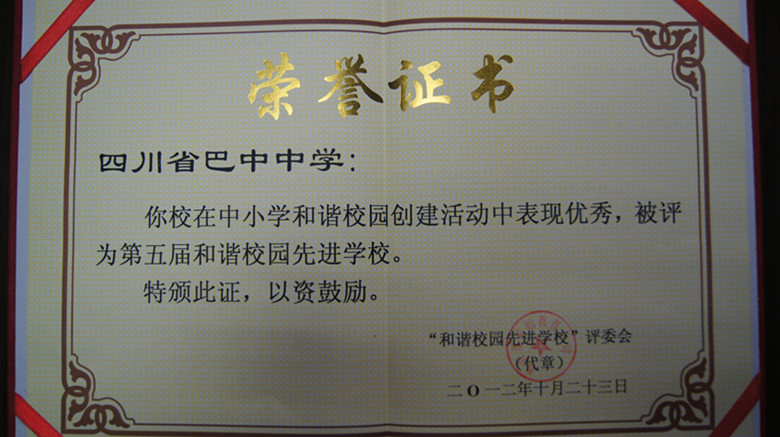 荣誉证书
四川省巴中中学：
你校在中小学和谐校园创建活动中表现优秀，被评
为第五届和谐校园先进学校。
特颁此证，以资鼓励。
“和谐校园先进学校”评委会
（代章）
二O一二年十月二十三日